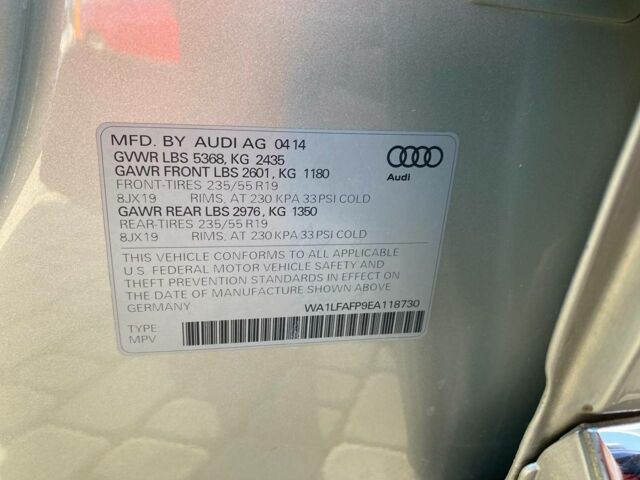 MFD. BY AUDI AG 04 14
GVWR LBS 5368, KG 2435
GAWR FRONT LBS 2601, KG 1180
FRONT-TIRES 235/55 R19
8JX19 RIMS, AT 230 KPA 33 PSI COLD
GAWR REAR LBS 2976, KG 1350
REAR-TIRES 235/55 R19
8JX19 RIMS, AT 230 KPA 33 PSI COLD
Audi
THIS VEHICLE CONFORMS TO ALL APPLICABLE
U.S. FEDERAL MOTOR VEHICLE SAFETY AND
THEFT PREVENTION STANDARDS IN EFFECT ON
THE DATE OF MANUFACTURE SHOWN ABOVE
GERMANY WA1LFAFP9EA118730
TYPE
MPV